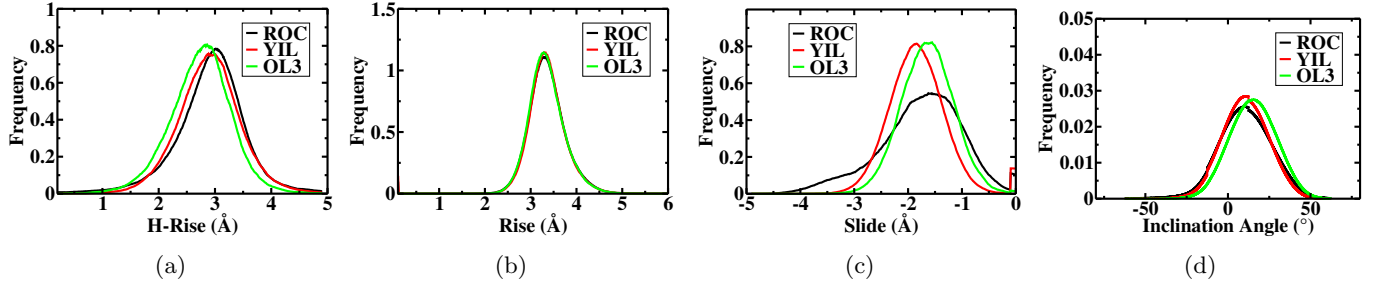 Frequency
1
0.8
0.6
0.4
0.2
0
1 2 3 4 5
H-Rise (Å)
ROC
YIL
OL3
(a)
Frequency
1.5
1
0.5
0
0 1 2 3 4 5 6
Rise (Å)
ROC
YIL
OL3
(b)
Frequency
1
0.8
0.6
0.4
0.2
0
-5 -4 -3 -2 -1 0
Slide (Å)
ROC
YIL
OL3
(c)
Frequency
0.05
0.04
0.03
0.02
0.01
0
-50 0 50
Inclination Angle (°)
ROC
YIL
OL3
(d)